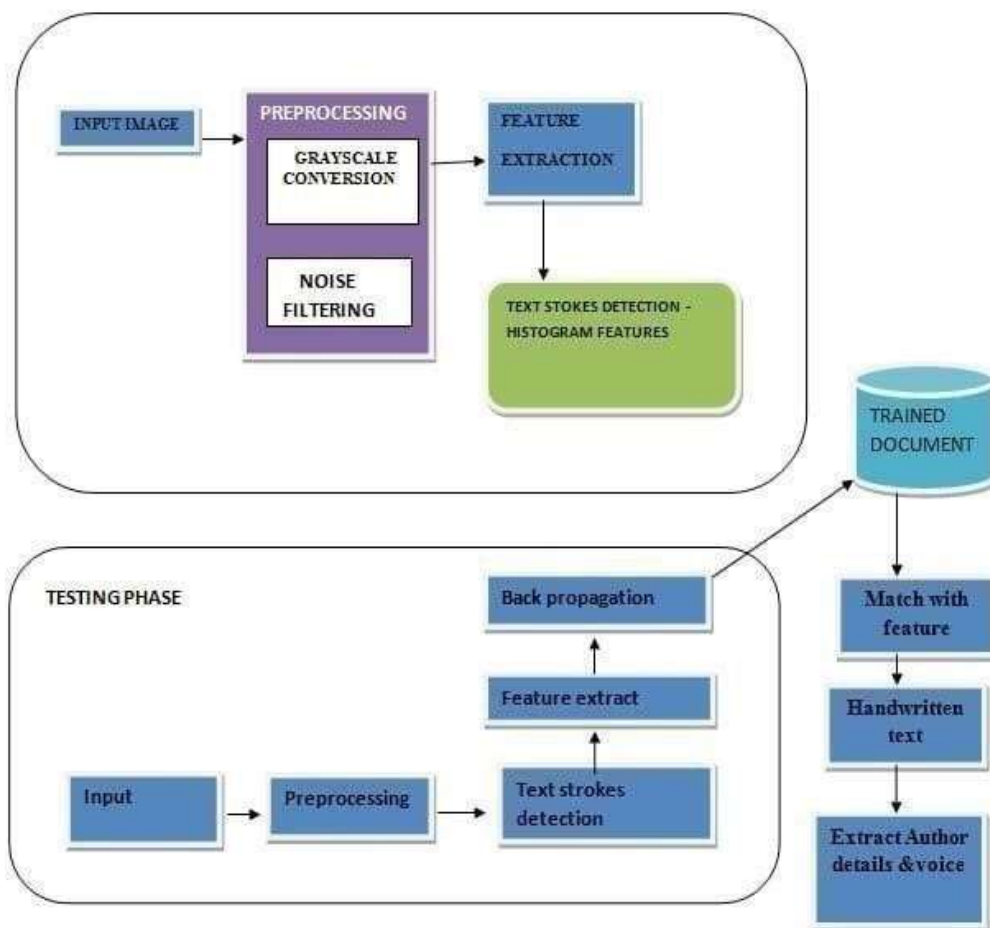 INPUT IMAGE
PREPROCESSING
GRAYSCALE
CONVERSION
NOISE
FILTERING
FEATURE
EXTRACTION
TEXT STOKES DETECTION -
HISTOGRAM FEATURES
TRAINED
DOCUMENT
TESTING PHASE
Back propagation
Feature extract
Input
Preprocessing
Text strokes
detection
Match with
feature
Handwritten
text
Extract Author
details &voice